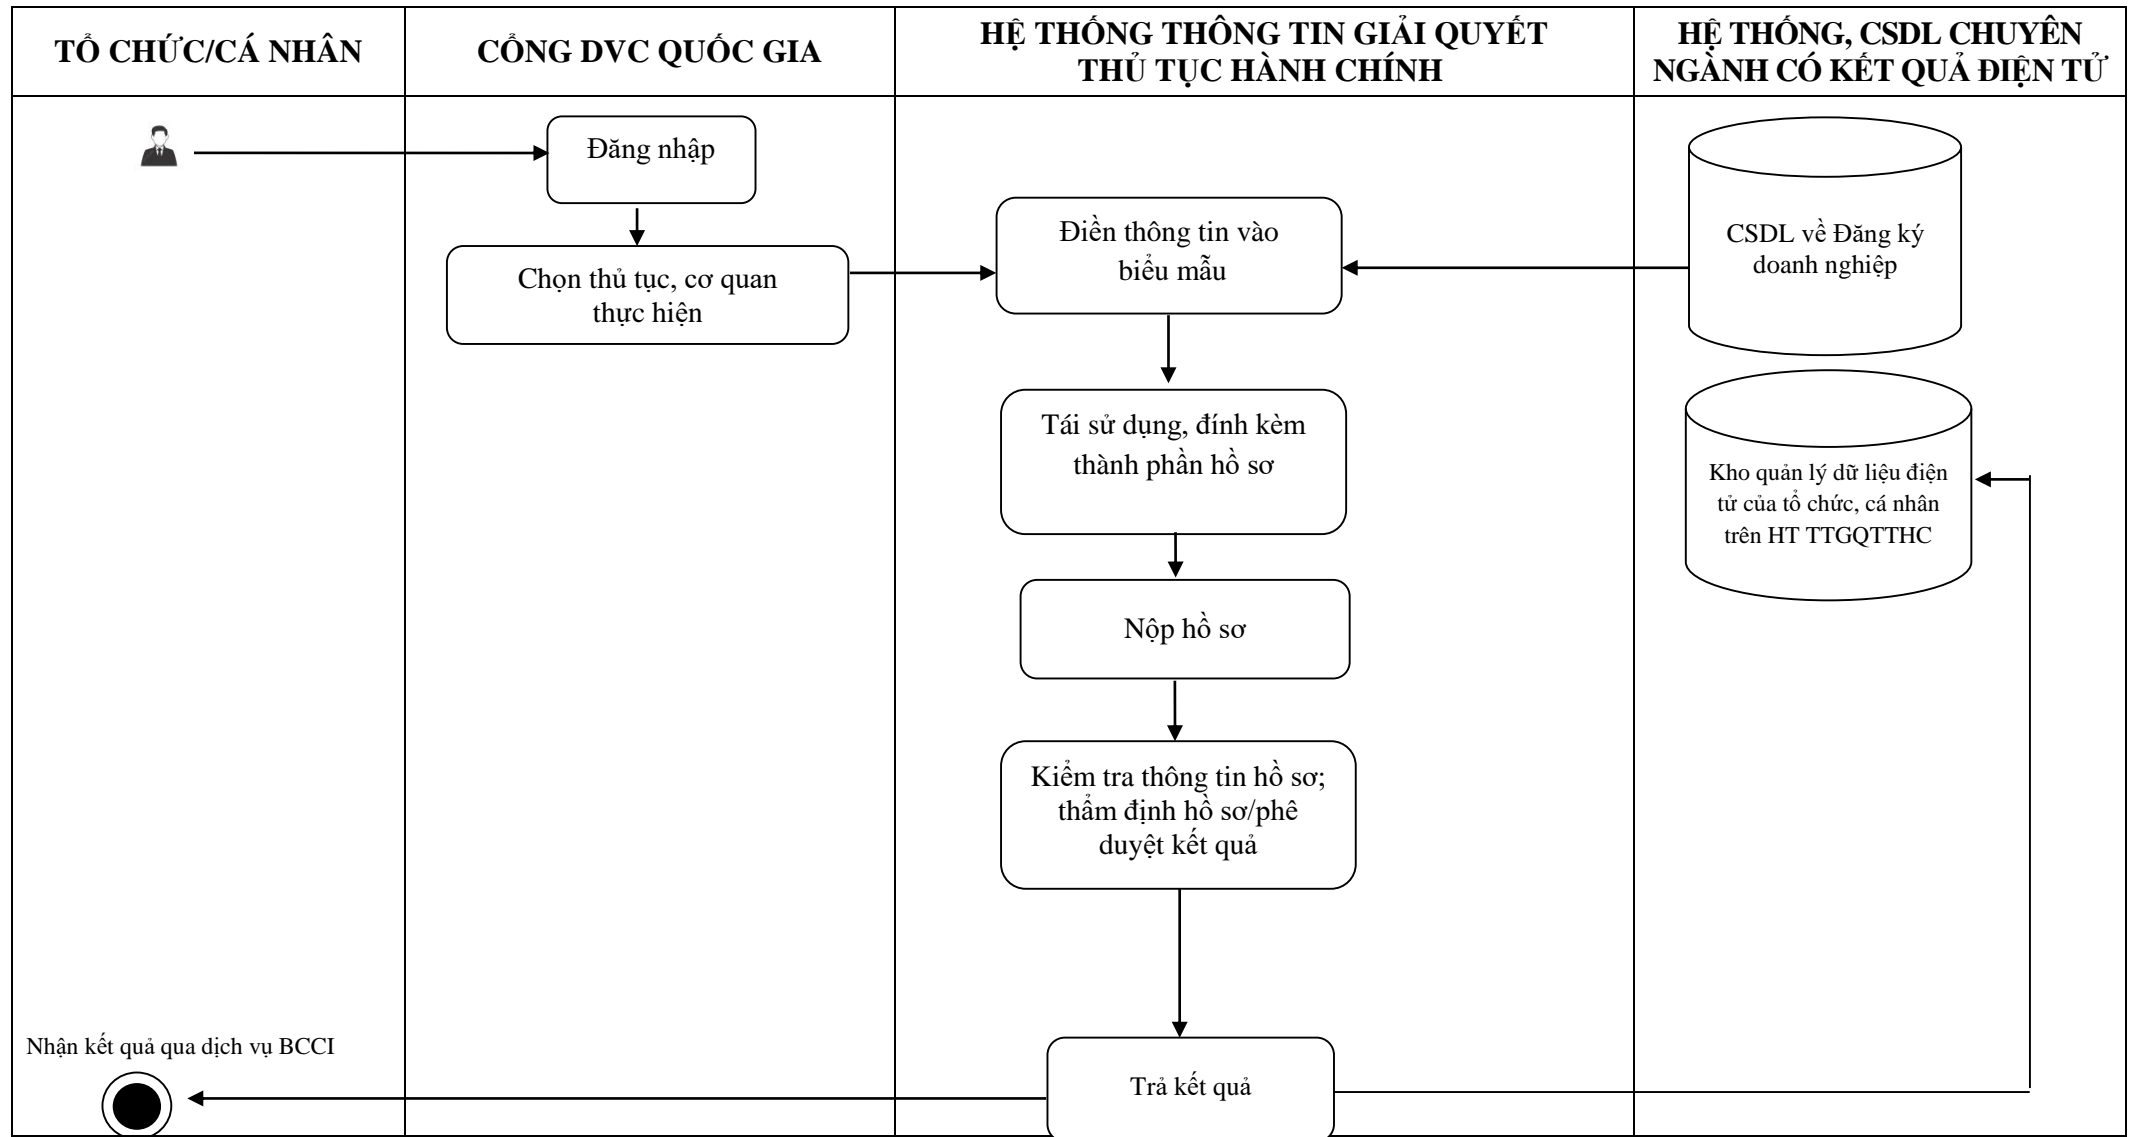 TỔ CHỨC/CÁ NHÂN
CỔNG DVC QUỐC GIA
HỆ THỐNG THÔNG TIN GIẢI QUYẾT
THỦ TỤC HÀNH CHÍNH
HỆ THỐNG, CSDL CHUYÊN
NGÀNH CÓ KẾT QUẢ ĐIỆN TỬ
Đăng nhập
Chọn thủ tục, cơ quan
thực hiện
Điền thông tin vào
biểu mẫu
CSDL về Đăng ký
doanh nghiệp
Tái sử dụng, đính kèm
thành phần hồ sơ
Kho quản lý dữ liệu điện
tử của tổ chức, cá nhân
trên HT TTGQTTHC
Nộp hồ sơ
Kiểm tra thông tin hồ sơ;
thẩm định hồ sơ/phê
duyệt kết quả
Nhận kết quả qua dịch vụ BCCI
Trả kết quả